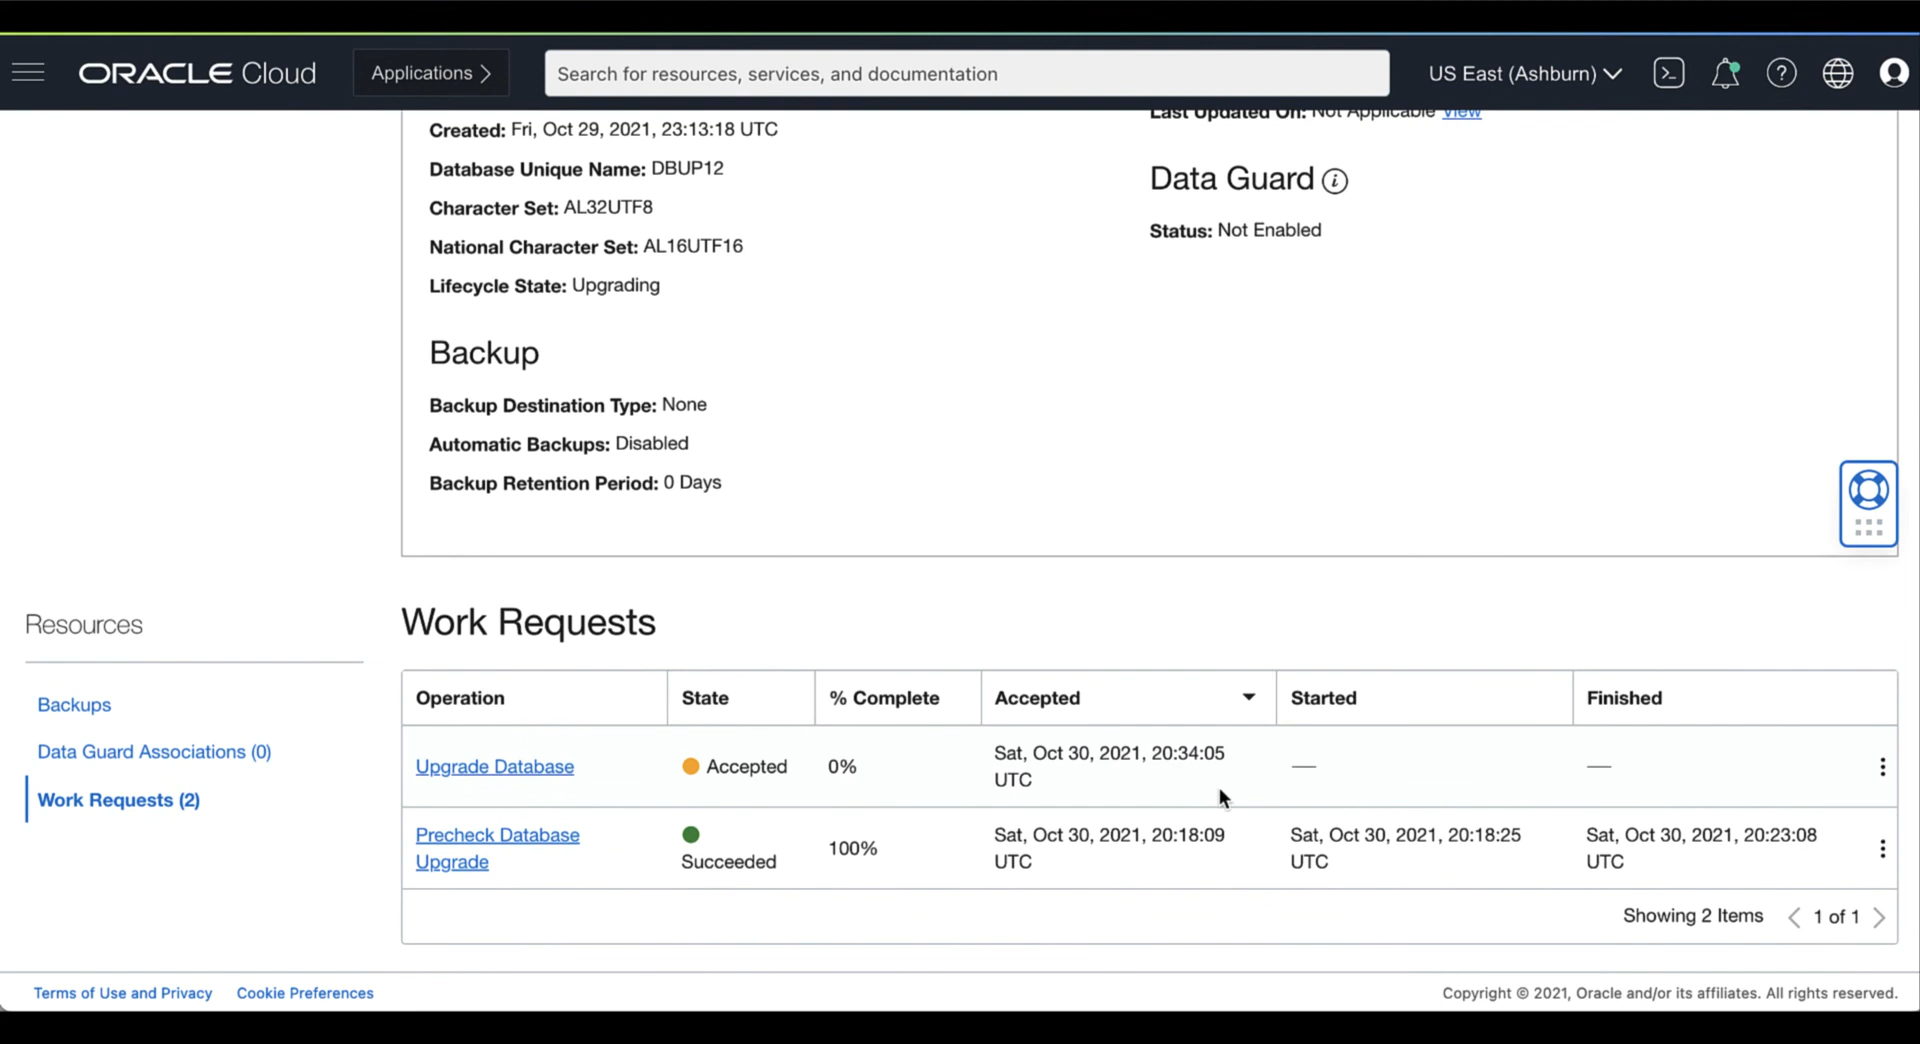 ORACLE Cloud
Applications
Search for resources, services, and documentation
US East (Ashburn)
Last Updated On: Not Applicable View
Created: Fri, Oct 29, 2021, 23:13:18 UTC
Database Unique Name: DBUP12
Character Set: AL32UTF8
National Character Set: AL16UTF16
Lifecycle State: Upgrading
Data Guard
Status: Not Enabled
Backup
Backup Destination Type: None
Automatic Backups: Disabled
Backup Retention Period: 0 Days
Resources
Backups
Data Guard Associations (0)
Work Requests (2)
Work Requests
Operation State % Complete Accepted Started Finished
Upgrade Database Accepted 0% Sat, Oct 30, 2021, 20:34:05 UTC — —
Precheck Database Upgrade Succeeded 100% Sat, Oct 30, 2021, 20:18:09 UTC Sat, Oct 30, 2021, 20:18:25 UTC Sat, Oct 30, 2021, 20:23:08 UTC
Showing 2 Items 1 of 1
Terms of Use and Privacy Cookie Preferences
Copyright © 2021, Oracle and/or its affiliates. All rights reserved.